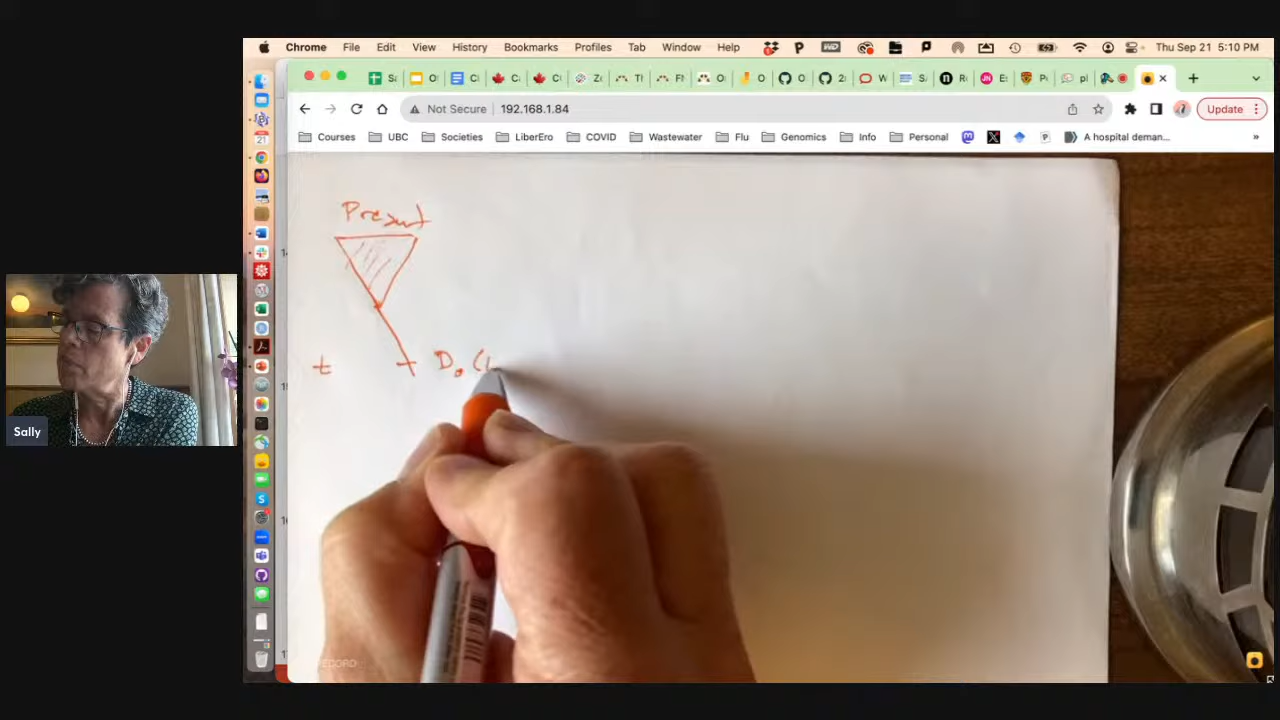 Chrome File Edit View History Bookmarks Profiles Tab Window Help Thu Sep 21 5:10 PM
Not Secure 192.168.1.84 Update
Courses UBC Societies LiberEro COVID Wastewater Flu Genomics Info Personal A hospital deman...
Present
t D₀ (
Sally